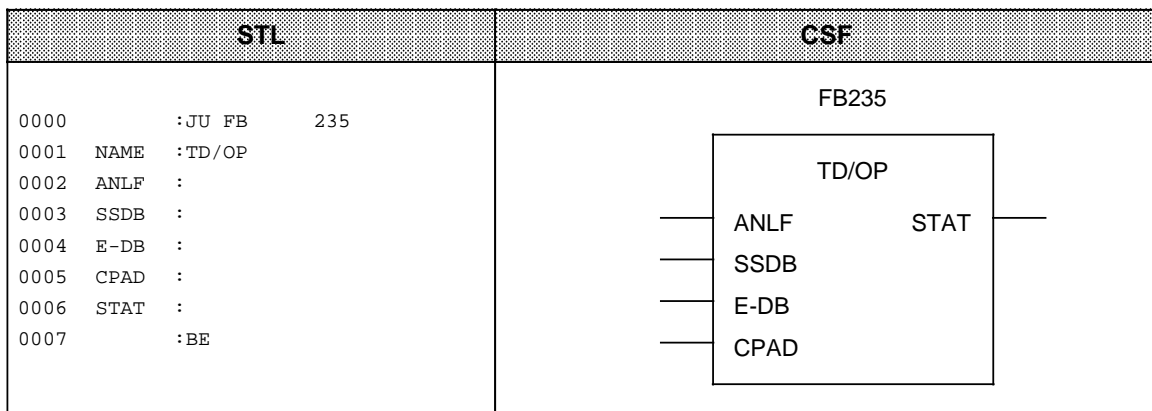 STL
CSF
0000 :JU FB 235
0001 NAME :TD/OP
0002 ANLF :
0003 SSDB :
0004 E-DB :
0005 CPAD :
0006 STAT :
0007 :BE
FB235
TD/OP
ANLF STAT
SSDB
E-DB
CPAD